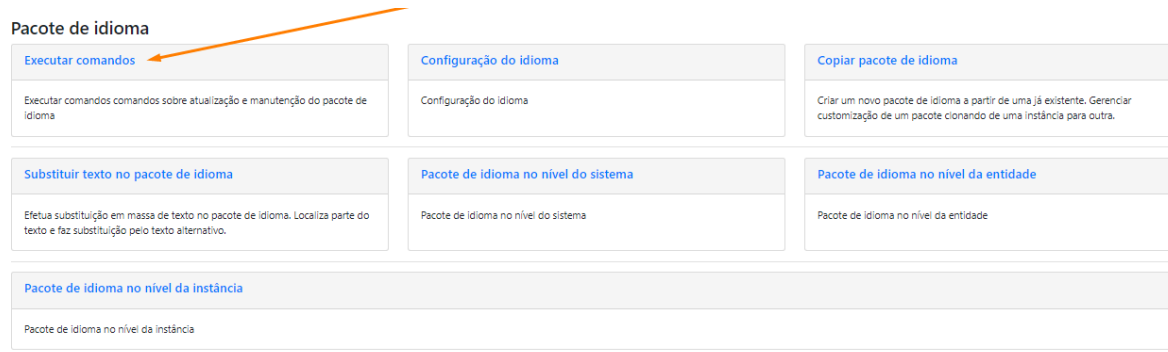 Pacote de idioma
Executar comandos
Configuração do idioma
Copiar pacote de idioma
Executar comandos comandos sobre atualização e manutenção do pacote de
idioma
Configuração do idioma
Criar um novo pacote de idioma a partir de uma já existente. Gerenciar
customização de um pacote clonando de uma instância para outra.
Substituir texto no pacote de idioma
Pacote de idioma no nível do sistema
Pacote de idioma no nível da entidade
Efetua substituição em massa de texto no pacote de idioma. Localiza parte do
texto e faz substituição pelo texto alternativo.
Pacote de idioma no nível do sistema
Pacote de idioma no nível da entidade
Pacote de idioma no nível da instância
Pacote de idioma no nível da instância